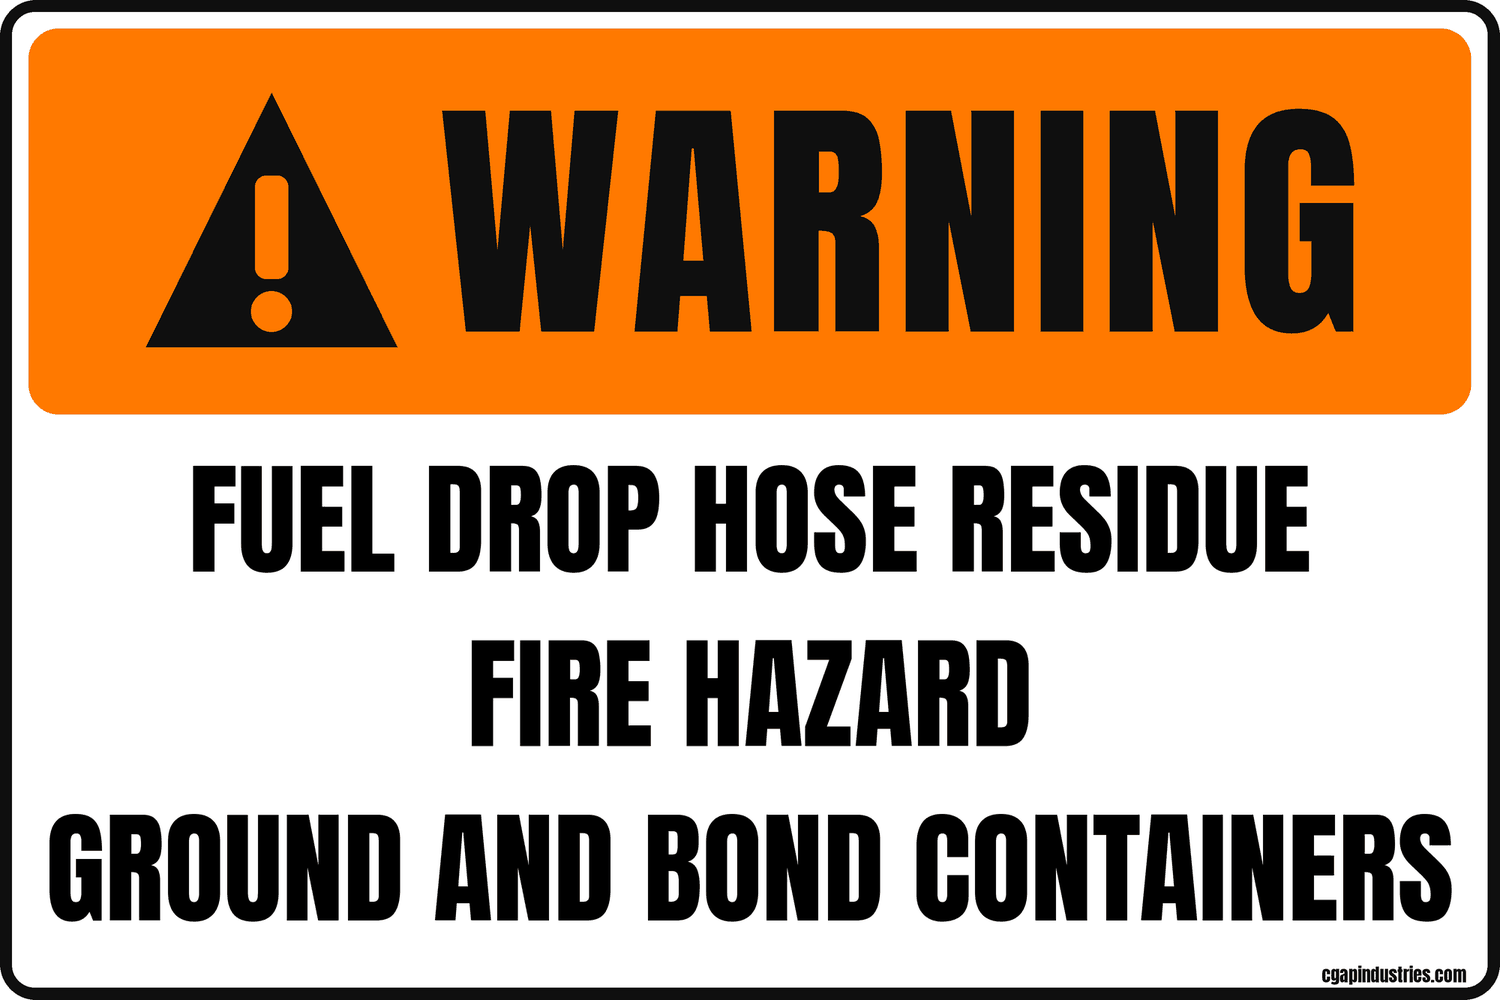 WARNING
FUEL DROP HOSE RESIDUE
FIRE HAZARD
GROUND AND BOND CONTAINERS
cgapindustries.com